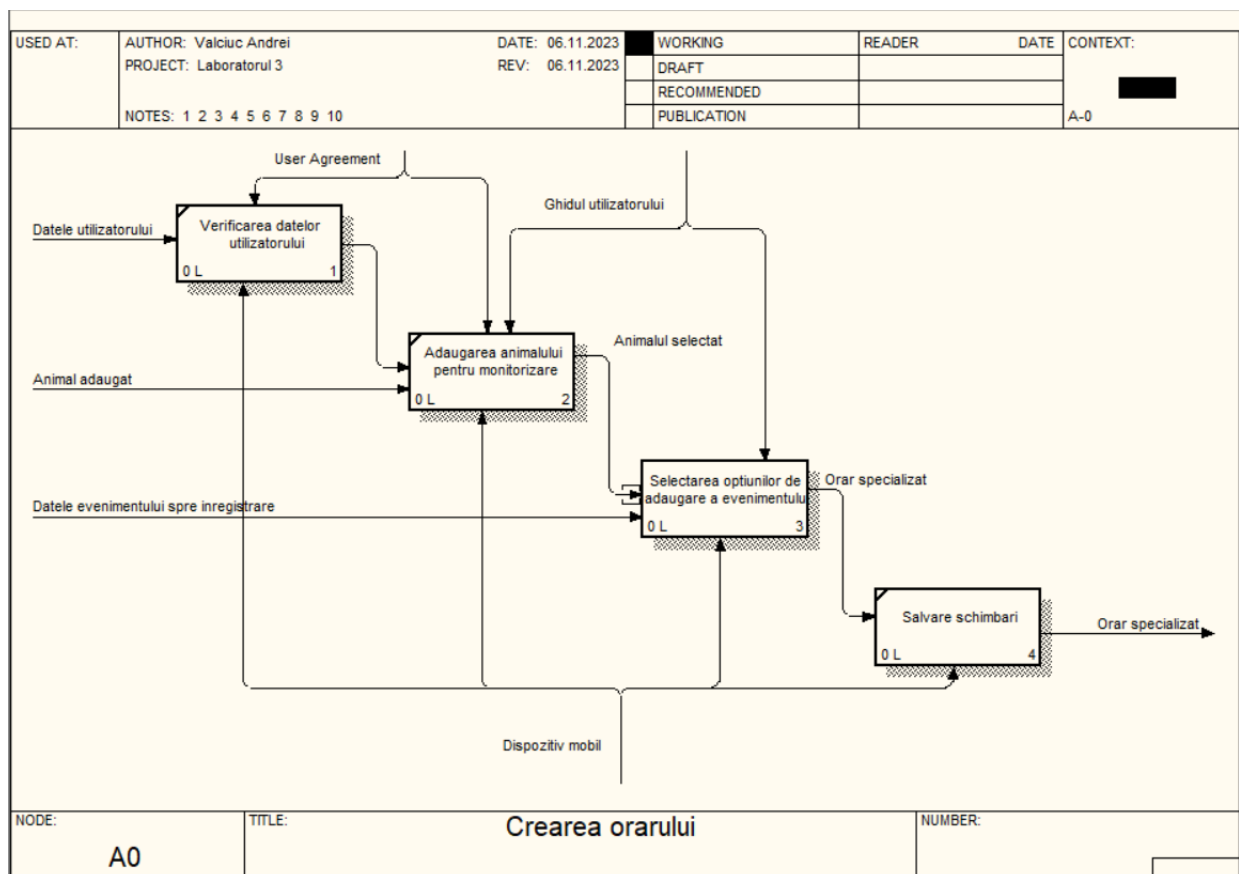 USED AT:
AUTHOR: Valciuc Andrei
DATE: 06.11.2023
WORKING
READER
DATE
CONTEXT:
PROJECT: Laboratorul 3
REV: 06.11.2023
DRAFT
RECOMMENDED
NOTES: 1 2 3 4 5 6 7 8 9 10
PUBLICATION
A-0
User Agreement
Ghidul utilizatorului
Datele utilizatorului
Verificarea datelor
utilizatorului
0 L
1
Animal adaugat
Adaugarea animalului
pentru monitorizare
0 L
2
Animalul selectat
Datele evenimentului spre inregistrare
Selectarea optiunilor de
adaugare a evenimentulu
0 L
3
Orar specializat
Salvare schimbari
0 L
4
Orar specializat
Dispozitiv mobil
NODE:
A0
TITLE:
Crearea orarului
NUMBER: